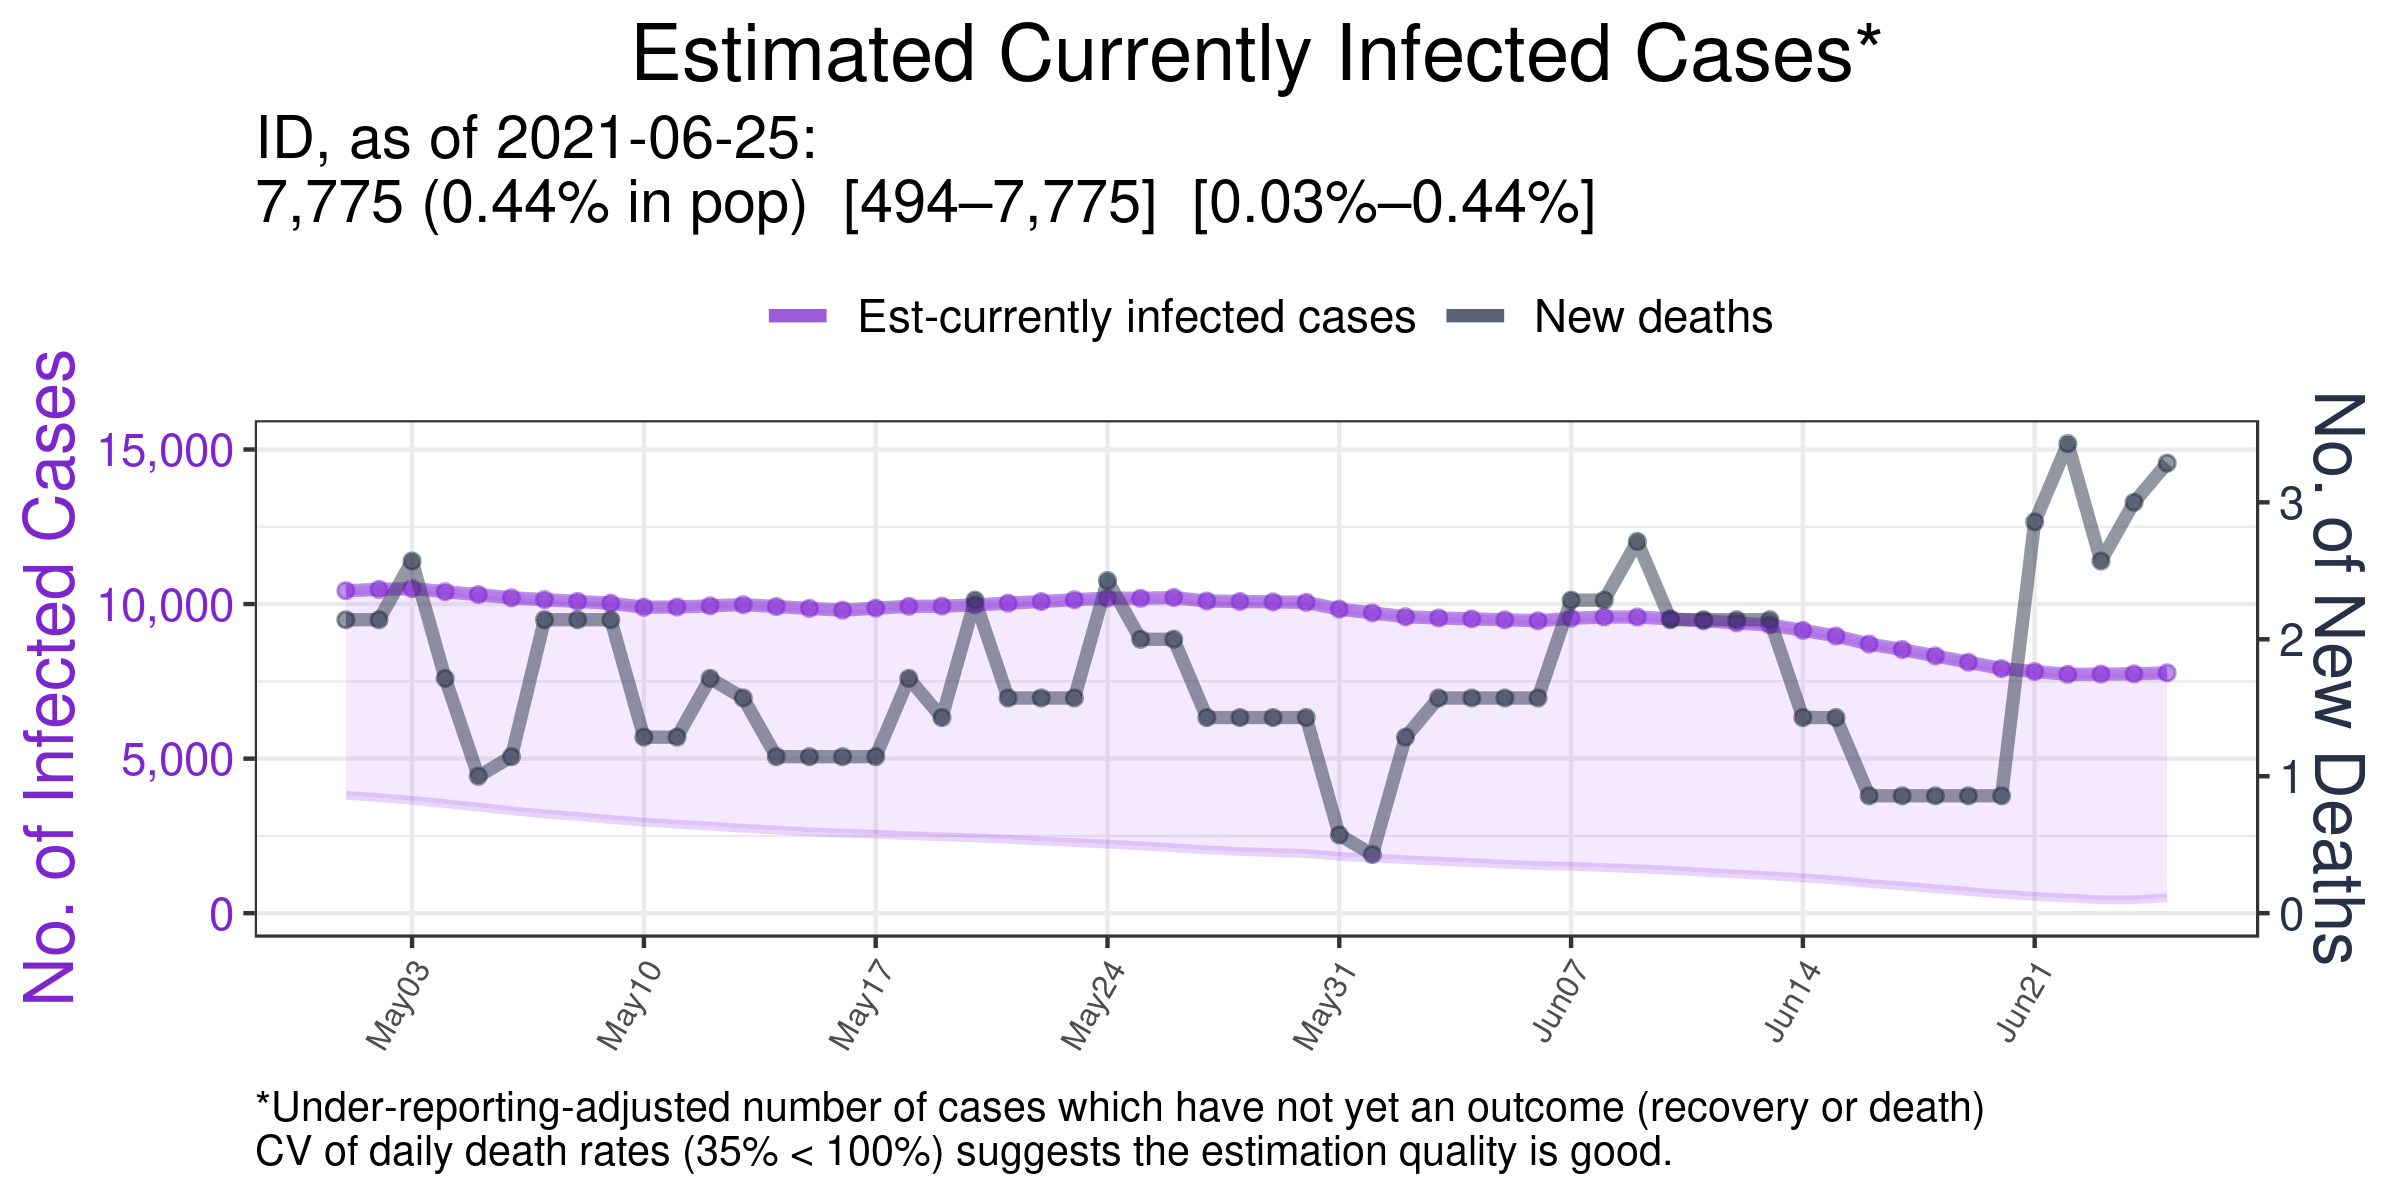 Estimated Currently Infected Cases*
ID, as of 2021-06-25:
7,775 (0.44% in pop)  [494–7,775]  [0.03%–0.44%]
Est-currently infected cases
New deaths
No. of Infected Cases
15,000
10,000
5,000
0
No. of New Deaths
3
2
1
0
May03
May10
May17
May24
May31
Jun07
Jun14
Jun21
*Under-reporting-adjusted number of cases which have not yet an outcome (recovery or death)
CV of daily death rates (35% < 100%) suggests the estimation quality is good.